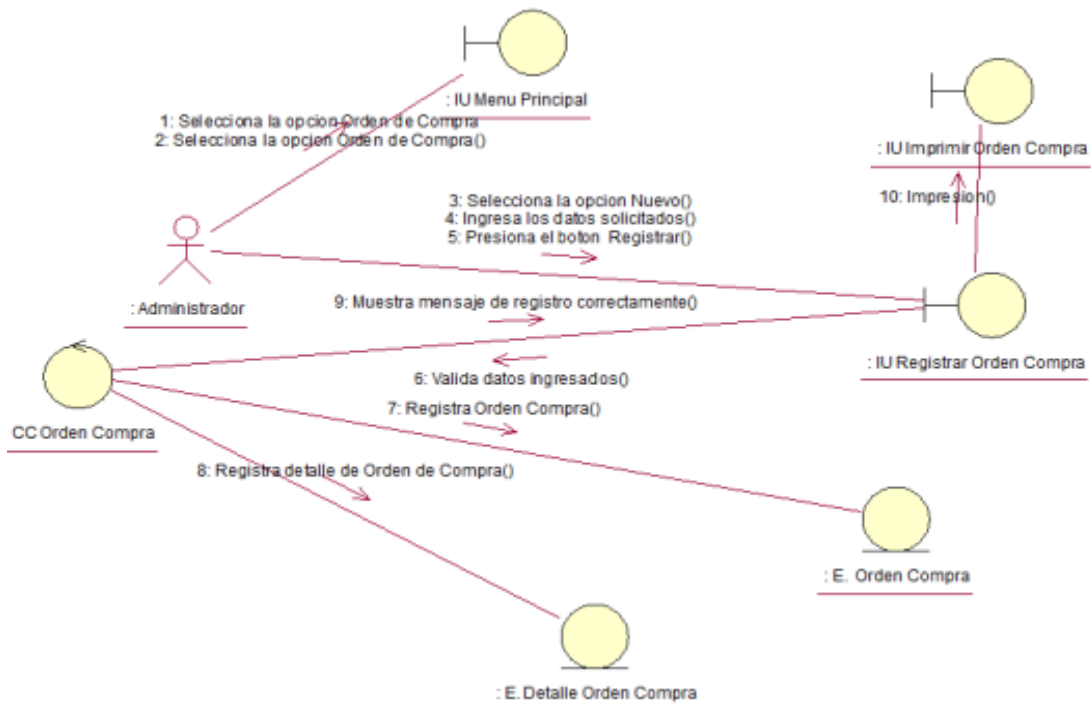 : IU Menu Principal
1: Selecciona la opcion Orden de Compra
2: Selecciona la opcion Orden de Compra()
: IU Imprimir Orden Compra
10: Impresion()
3: Selecciona la opcion Nuevo()
4: Ingresa los datos solicitados()
5: Presiona el boton Registrar()
: Administrador
9: Muestra mensaje de registro correctamente()
: IU Registrar Orden Compra
6: Valida datos ingresados()
7: Registra Orden Compra()
CC Orden Compra
8: Registra detalle de Orden de Compra()
: E. Orden Compra
: E. Detalle Orden Compra